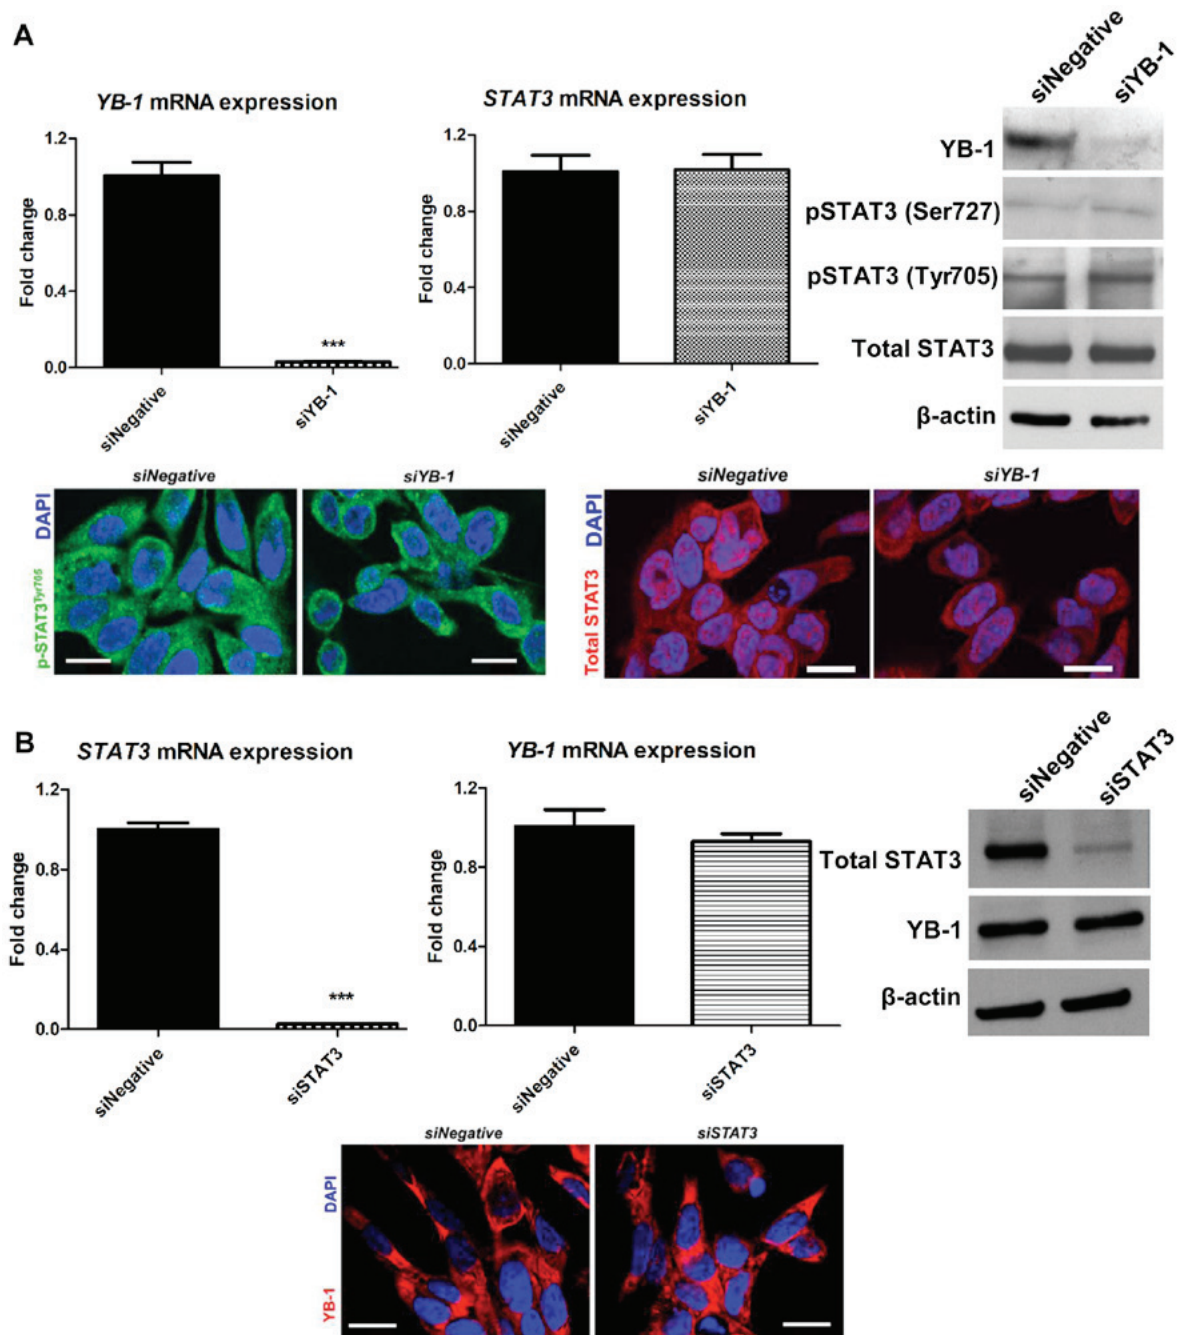 A
YB-1 mRNA expression
Fold change
1.2
0.8
0.4
0.0
***
siNegative
siYB-1
STAT3 mRNA expression
Fold change
1.2
0.8
0.4
0.0
siNegative
siYB-1
siNegative
siYB-1
YB-1
pSTAT3 (Ser727)
pSTAT3 (Tyr705)
Total STAT3
β-actin
siNegative
siYB-1
p-STAT3Tyr705 DAPI
siNegative
siYB-1
Total STAT3 DAPI
B
STAT3 mRNA expression
Fold change
1.2
0.8
0.4
0.0
***
siNegative
siSTAT3
YB-1 mRNA expression
Fold change
1.2
0.8
0.4
0.0
siNegative
siSTAT3
siNegative
siSTAT3
Total STAT3
YB-1
β-actin
siNegative
siSTAT3
YB-1 DAPI